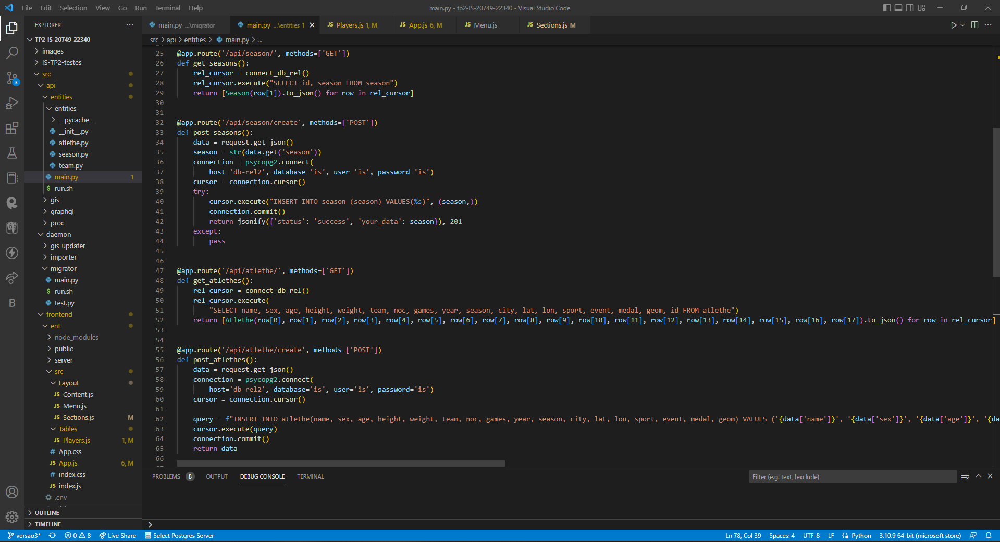 File Edit Selection View Go Run Terminal Help
main.py - tp2-IS-20749-22340 - Visual Studio Code
EXPLORER
TP2-IS-20749-22340
images
IS-TP2-testes
src
api
entities
entities
__pycache__
__init__.py
atlethe.py
season.py
team.py
main.py 1
$ run.sh
gis
graphql
proc
daemon
gis-updater
importer
migrator
main.py
$ run.sh
test.py
frontend
ent
node_modules
public
server
src
Layout
JS Content.js
JS Menu.js
JS Sections.js M
Tables
JS Players.js 1, M
# App.css
JS App.js 6, M
# index.css
JS index.js
.env
OUTLINE
TIMELINE
3
B
main.py ...\migrator main.py ...\entities 1 JS Players.js 1, M JS App.js 6, M JS Menu.js JS Sections.js M
src > api > entities > main.py > ...
25 @app.route('/api/season/', methods=['GET'])
26 def get_seasons():
27 rel_cursor = connect_db_rel()
28 rel_cursor.execute("SELECT id, season FROM season")
29 return [Season(row[1]).to_json() for row in rel_cursor]
30
31
32 @app.route('/api/season/create', methods=['POST'])
33 def post_seasons():
34 data = request.get_json()
35 season = str(data.get('season'))
36 connection = psycopg2.connect(
37 host='db-rel2', database='is', user='is', password='is')
38 cursor = connection.cursor()
39 try:
40 cursor.execute("INSERT INTO season (season) VALUES(%s)", (season,))
41 connection.commit()
42 return jsonify({'status': 'success', 'your_data': season}), 201
43 except:
44 pass
45
46
47 @app.route('/api/atlethe/', methods=['GET'])
48 def get_atlethes():
49 rel_cursor = connect_db_rel()
50 rel_cursor.execute(
51 "SELECT name, sex, age, height, weight, team, noc, games, year, season, city, lat, lon, sport, event, medal, geom, id FROM atlethe")
52 return [Atlethe(row[0], row[1], row[2], row[3], row[4], row[5], row[6], row[7], row[8], row[9], row[10], row[11], row[12], row[13], row[14], row[15], row[16], row[17]).to_json() for row in rel_cursor]
53
54
55 @app.route('/api/atlethe/create', methods=['POST'])
56 def post_atlethes():
57 data = request.get_json()
58 connection = psycopg2.connect(
59 host='db-rel2', database='is', user='is', password='is')
60 cursor = connection.cursor()
61
62 query = f"INSERT INTO atlethe(name, sex, age, height, weight, team, noc, games, year, season, city, lat, lon, sport, event, medal, geom) VALUES ('{data['name']}', '{data['sex']}', '{data['age']}', '{da
63 cursor.execute(query)
64 connection.commit()
65 return data
66
PROBLEMS 8 OUTPUT DEBUG CONSOLE TERMINAL
Filter (e.g. text, !exclude)
versao3* 0 8 Live Share Select Postgres Server
Ln 78, Col 39 Spaces: 4 UTF-8 LF Python 3.10.9 64-bit (microsoft store)